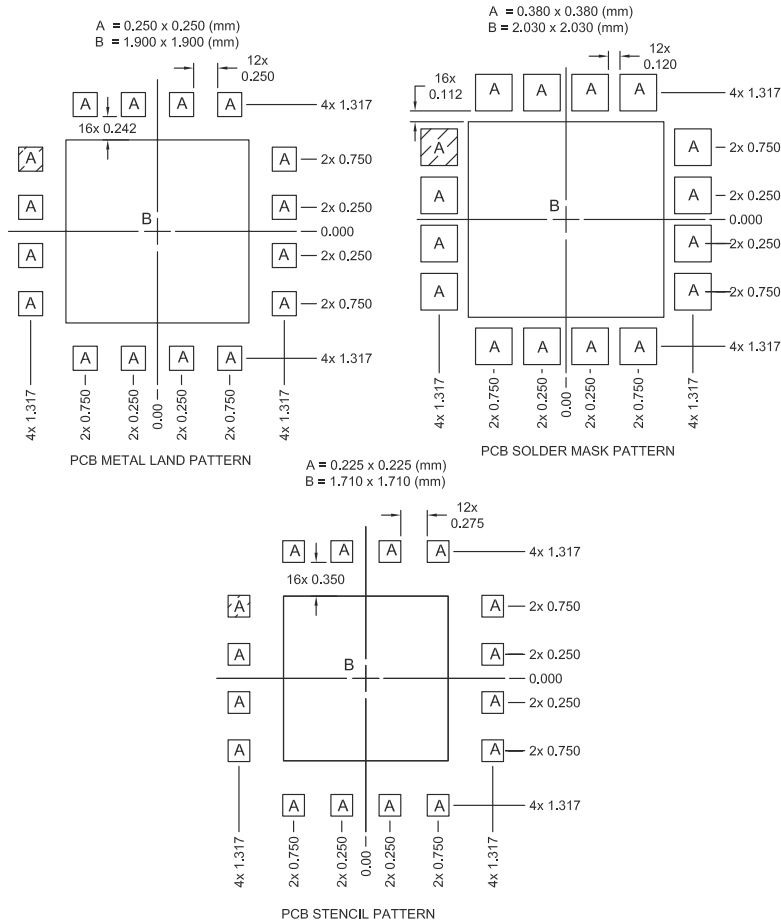 A = 0.250 x 0.250 (mm)
B = 1.900 x 1.900 (mm)
12x
0.250
A
A
A
A
4x 1.317
16x 0.242
A
A
2x 0.750
A
A
2x 0.250
B
0.000
A
A
2x 0.250
A
A
2x 0.750
A
A
A
A
4x 1.317
4x 1.317
2x 0.750
2x 0.250
0.00
2x 0.250
2x 0.750
4x 1.317
PCB METAL LAND PATTERN
A = 0.380 x 0.380 (mm)
B = 2.030 x 2.030 (mm)
12x
0.120
16x
0.112
A
A
A
A
4x 1.317
A
A
2x 0.750
A
A
2x 0.250
B
0.000
A
A
2x 0.250
A
A
2x 0.750
A
A
A
A
4x 1.317
4x 1.317
2x 0.750
2x 0.250
0.00
2x 0.250
2x 0.750
4x 1.317
PCB SOLDER MASK PATTERN
A = 0.225 x 0.225 (mm)
B = 1.710 x 1.710 (mm)
12x
0.275
A
A
A
A
4x 1.317
16x 0.350
A
A
2x 0.750
A
A
2x 0.250
B
0.000
A
A
2x 0.250
A
A
2x 0.750
A
A
A
A
4x 1.317
4x 1.317
2x 0.750
2x 0.250
0.00
2x 0.250
2x 0.750
4x 1.317
PCB STENCIL PATTERN